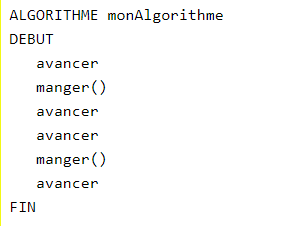 ALGORITHME monAlgorithme
DEBUT
avancer
manger()
avancer
avancer
manger()
avancer
FIN